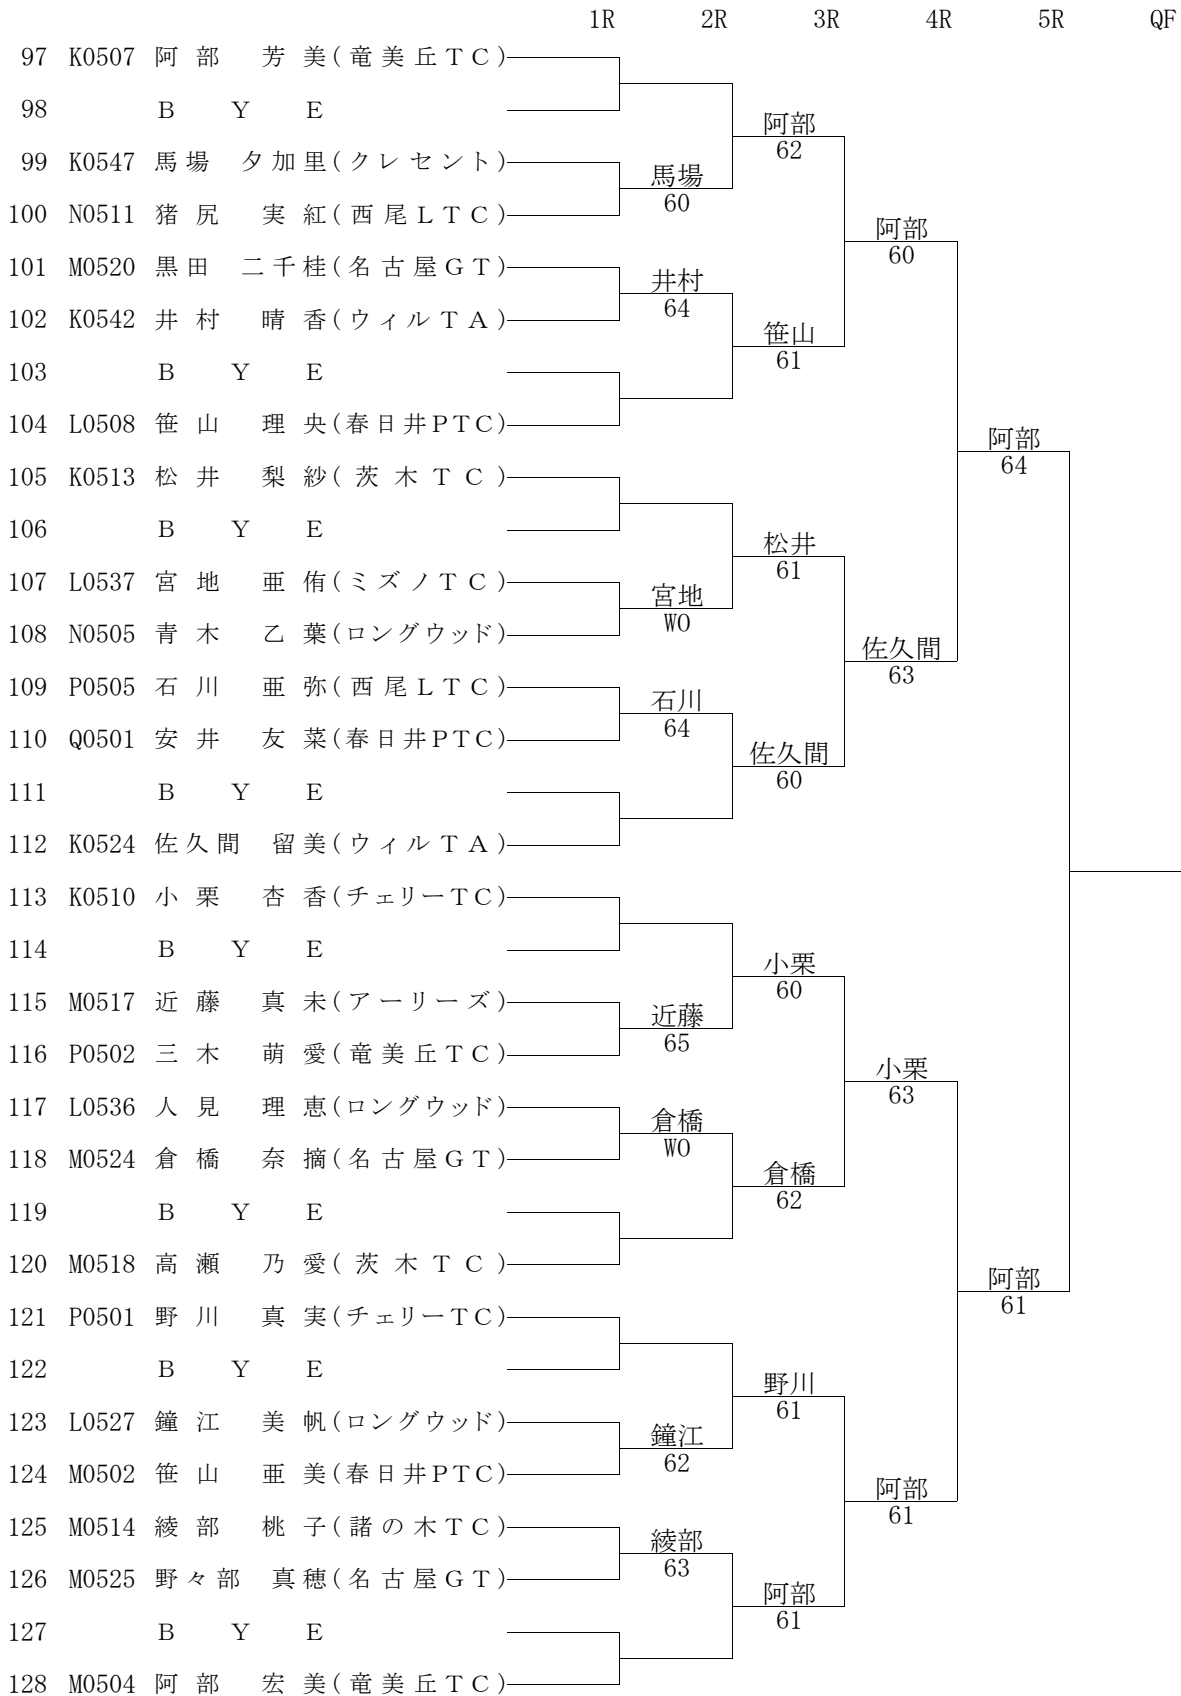 1R 2R 3R 4R 5R QF
97 K0507 阿部 芳美(竜美丘TC)
98 BYE
阿部
62
99 K0547 馬場 夕加里(クレセント)
馬場
60
100 N0511 猪尻 実紅(西尾LTC)
阿部
60
101 M0520 黒田 二千桂(名古屋GT)
井村
64
102 K0542 井村 晴香(ウィルTA)
笹山
61
103 BYE
104 L0508 笹山 理央(春日井PTC)
阿部
64
105 K0513 松井 梨紗(茨木TC)
106 BYE
松井
61
107 L0537 宮地 亜侑(ミズノTC)
宮地
WO
108 N0505 青木 乙葉(ロングウッド)
佐久間
63
109 P0505 石川 亜弥(西尾LTC)
石川
64
110 Q0501 安井 友菜(春日井PTC)
佐久間
60
111 BYE
112 K0524 佐久間 留美(ウィルTA)
113 K0510 小栗 杏香(チェリーTC)
114 BYE
小栗
60
115 M0517 近藤 真未(アーリーズ)
近藤
65
116 P0502 三木 萌愛(竜美丘TC)
小栗
63
117 L0536 人見 理恵(ロングウッド)
倉橋
WO
118 M0524 倉橋 奈摘(名古屋GT)
倉橋
62
119 BYE
120 M0518 高瀬 乃愛(茨木TC)
阿部
61
121 P0501 野川 真実(チェリーTC)
122 BYE
野川
61
123 L0527 鐘江 美帆(ロングウッド)
鐘江
62
124 M0502 笹山 亜美(春日井PTC)
阿部
61
125 M0514 綾部 桃子(諸の木TC)
綾部
63
126 M0525 野々部 真穂(名古屋GT)
阿部
61
127 BYE
128 M0504 阿部 宏美(竜美丘TC)